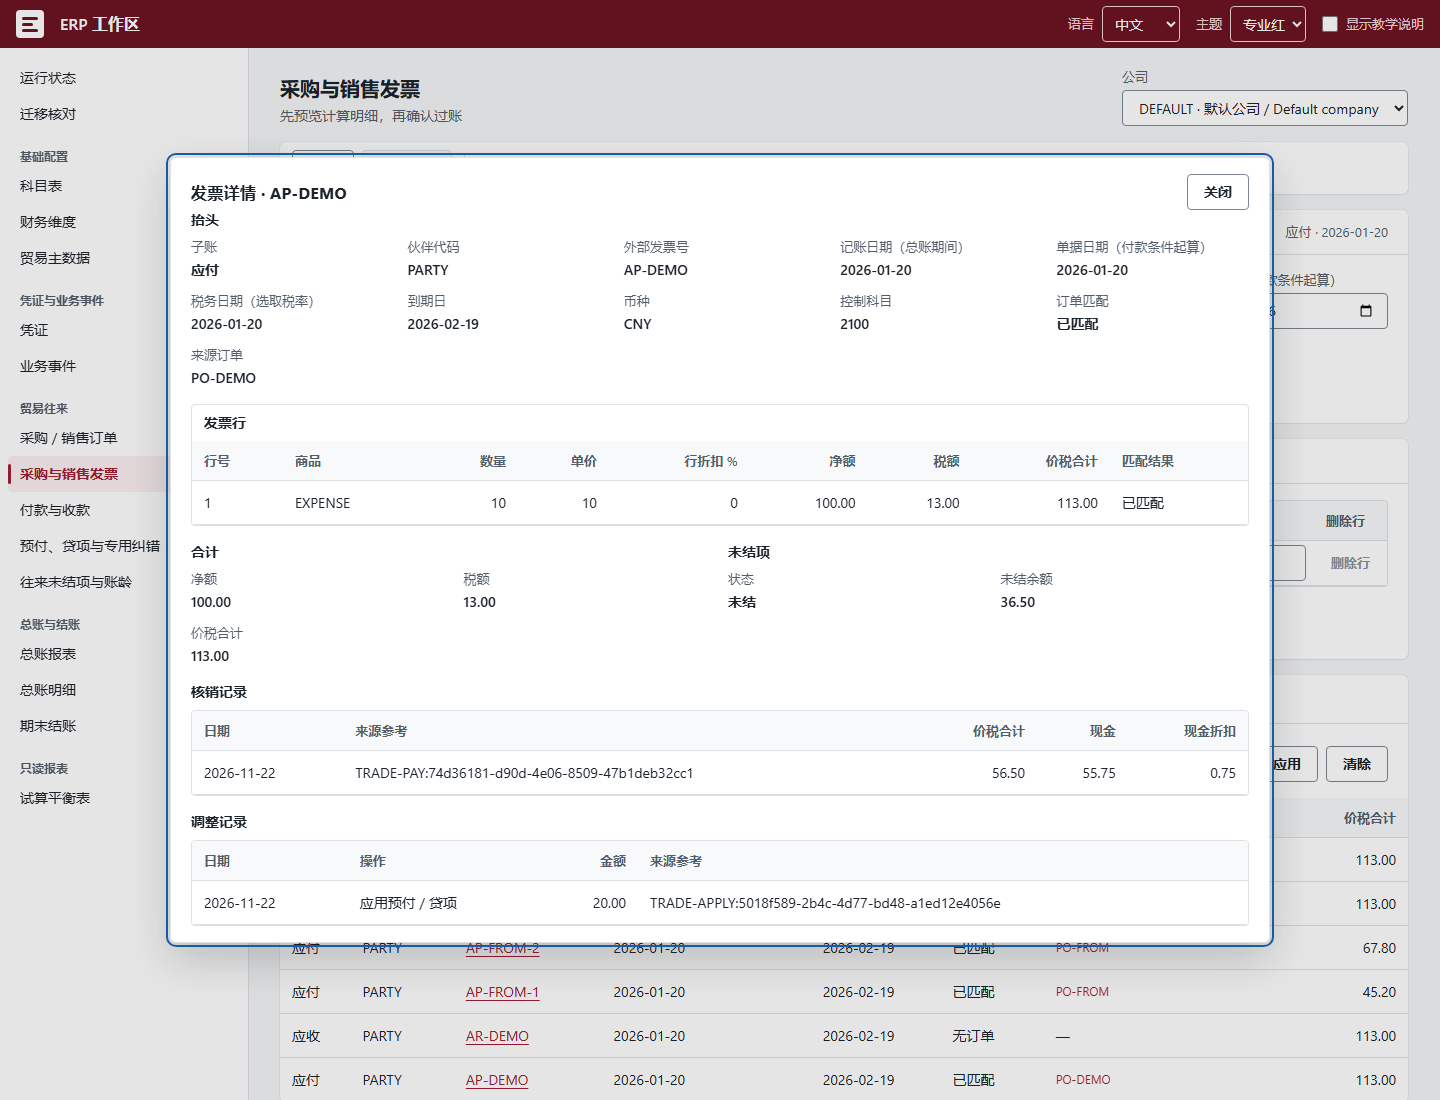 ERP 工作区
语言 中文 主题 专业红 显示教学说明
运行状态
迁移核对
基础配置
科目表
财务维度
贸易主数据
凭证与业务事件
凭证
业务事件
贸易往来
采购 / 销售订单
采购与销售发票
付款与收款
预付、贷项与专用纠错
往来未结项与账龄
总账与结账
总账报表
总账明细
期末结账
只读报表
试算平衡表
采购与销售发票
先预览计算明细，再确认过账
公司
DEFAULT · 默认公司 / Default company
应付 · 2026-01-20
款条件起算）
删除行
删除行
应用 清除
价税合计
113.00
113.00
发票详情 · AP-DEMO
关闭
抬头
子账 伙伴代码 外部发票号 记账日期（总账期间） 单据日期（付款条件起算）
应付 PARTY AP-DEMO 2026-01-20 2026-01-20
税务日期（选取税率） 到期日 币种 控制科目 订单匹配
2026-01-20 2026-02-19 CNY 2100 已匹配
来源订单
PO-DEMO
发票行
行号 商品 数量 单价 行折扣 % 净额 税额 价税合计 匹配结果
1 EXPENSE 10 10 0 100.00 13.00 113.00 已匹配
合计 未结项
净额 税额 状态 未结余额
100.00 13.00 未结 36.50
价税合计
113.00
核销记录
日期 来源参考 价税合计 现金 现金折扣
2026-11-22 TRADE-PAY:74d36181-d90d-4e06-8509-47b1deb32cc1 56.50 55.75 0.75
调整记录
日期 操作 金额 来源参考
2026-11-22 应用预付 / 贷项 20.00 TRADE-APPLY:5018f589-2b4c-4d77-bd48-a1ed12e4056e
应付 PARTY AP-FROM-2 2026-01-20 2026-02-19 已匹配 PO-FROM 67.80
应付 PARTY AP-FROM-1 2026-01-20 2026-02-19 已匹配 PO-FROM 45.20
应收 PARTY AR-DEMO 2026-01-20 2026-02-19 无订单 — 113.00
应付 PARTY AP-DEMO 2026-01-20 2026-02-19 已匹配 PO-DEMO 113.00